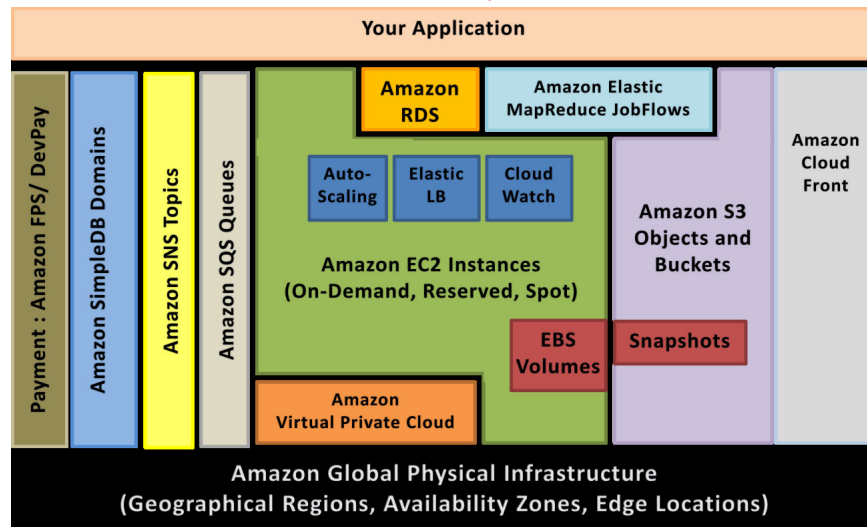 Your Application
Payment : Amazon FPS/ DevPay
Amazon SimpleDB Domains
Amazon SNS Topics
Amazon SQS Queues
Amazon
RDS
Amazon Elastic
MapReduce JobFlows
Auto-
Scaling
Elastic
LB
Cloud
Watch
Amazon EC2 Instances
(On-Demand, Reserved, Spot)
EBS
Volumes
Amazon
Virtual Private Cloud
Amazon S3
Objects and
Buckets
Snapshots
Amazon
Cloud
Front
Amazon Global Physical Infrastructure
(Geographical Regions, Availability Zones, Edge Locations)